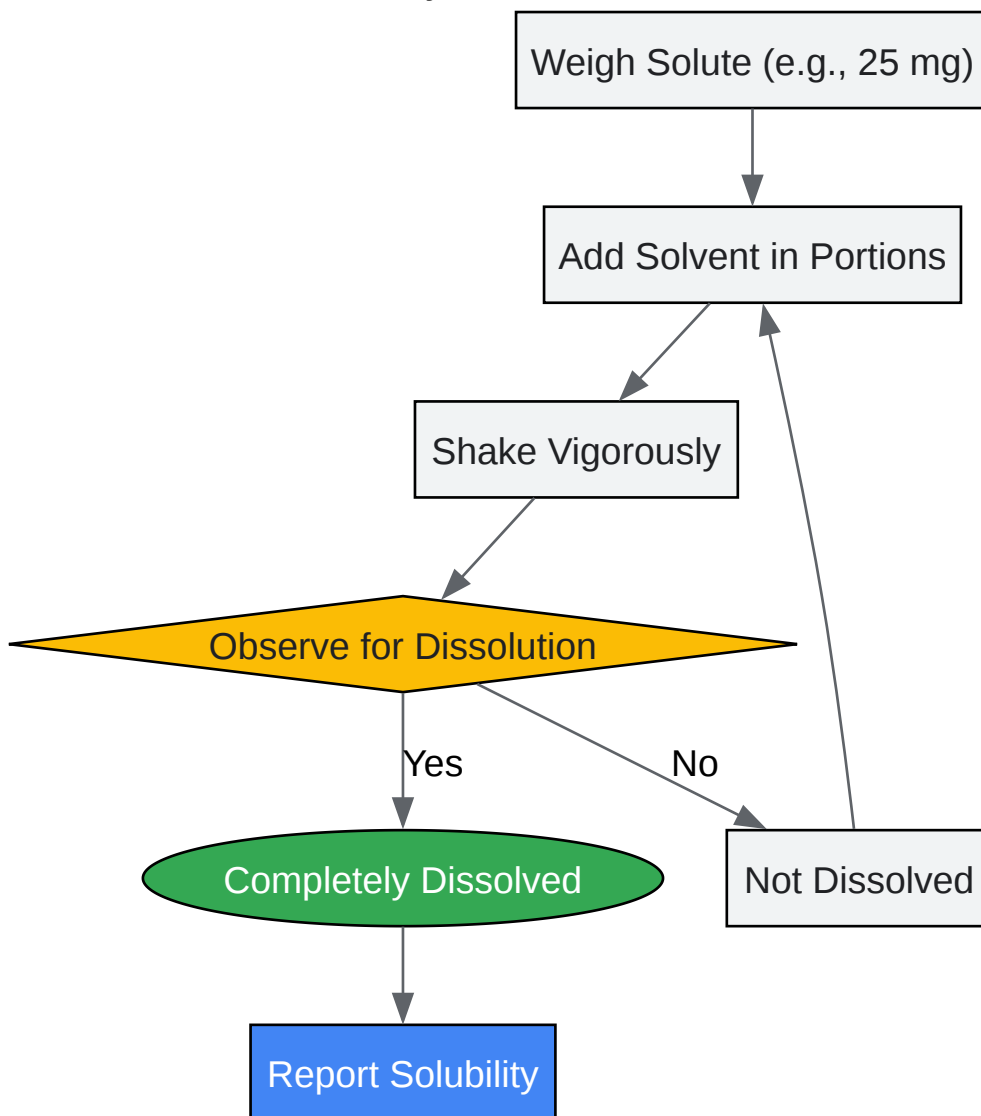 Weigh Solute (e.g., 25 mg)
Add Solvent in Portions
Shake Vigorously
Observe for Dissolution
Yes
No
Completely Dissolved
Not Dissolved
Report Solubility